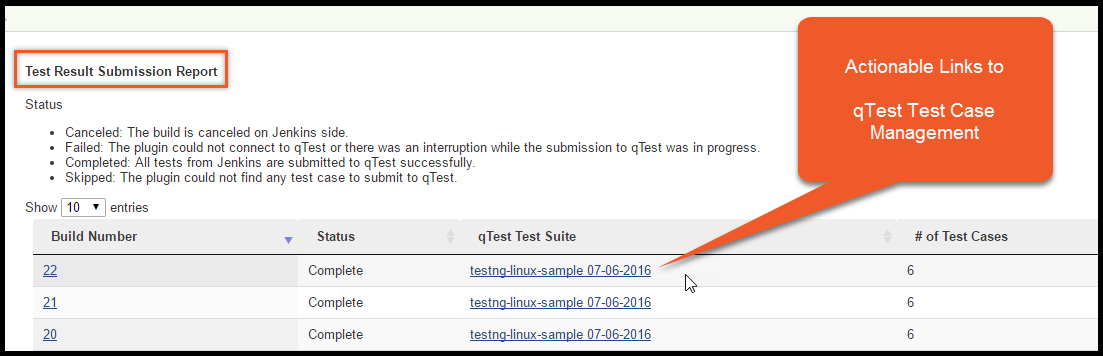 Test Result Submission Report
Status
Canceled: The build is canceled on Jenkins side.
Failed: The plugin could not connect to qTest or there was an interruption while the submission to qTest was in progress.
Completed: All tests from Jenkins are submitted to qTest successfully.
Skipped: The plugin could not find any test case to submit to qTest.
Show 10 entries
Build Number Status qTest Test Suite # of Test Cases
22 Complete testng-linux-sample 07-06-2016 6
21 Complete testng-linux-sample 07-06-2016 6
20 Complete testng-linux-sample 07-06-2016 6
Actionable Links to
qTest Test Case
Management